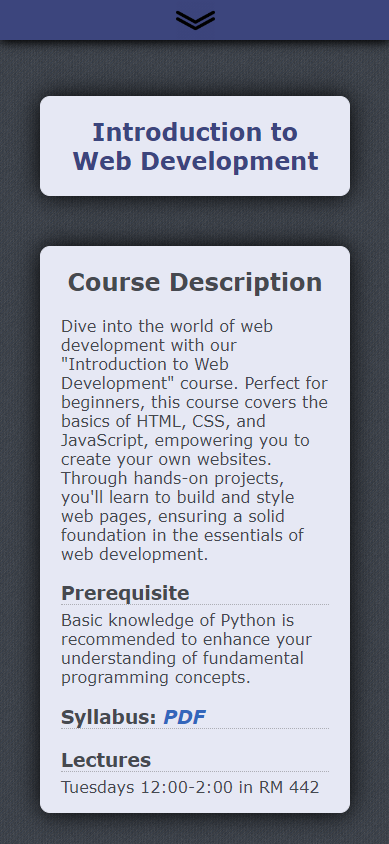 Introduction to
Web Development
Course Description
Dive into the world of web
development with our
"Introduction to Web
Development" course. Perfect for
beginners, this course covers the
basics of HTML, CSS, and
JavaScript, empowering you to
create your own websites.
Through hands-on projects,
you'll learn to build and style
web pages, ensuring a solid
foundation in the essentials of
web development.
Prerequisite
Basic knowledge of Python is
recommended to enhance your
understanding of fundamental
programming concepts.
Syllabus: PDF
Lectures
Tuesdays 12:00-2:00 in RM 442